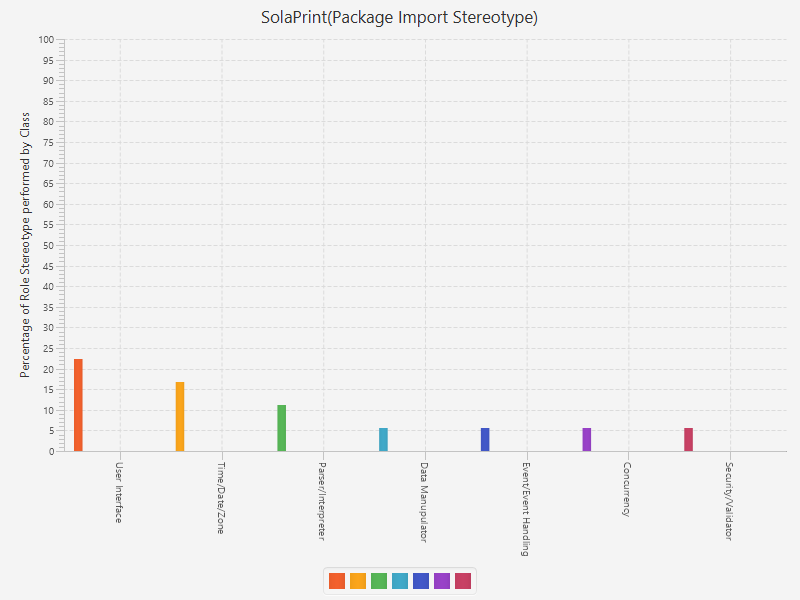 SolaPrint(Package Import Stereotype)
Percentage of Role Stereotype performed by Class
100
95
90
85
80
75
70
65
60
55
50
45
40
35
30
25
20
15
10
5
0
User Interface
Time/Date/Zone
Parser/Interpreter
Data Manupulator
Event/Event Handling
Concurrency
Security/Validator